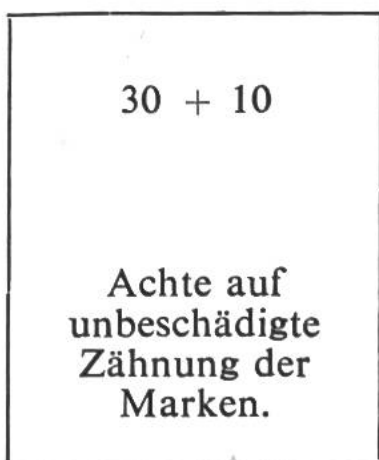 30 + 10
Achte auf
unbeschädigte
Zähnung der
Marken.